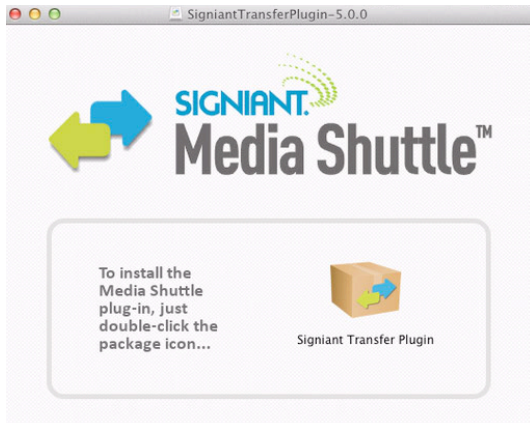 SigniantTransferPlugin-5.0.0
SIGNIANT.
Media Shuttle™
To install the
Media Shuttle
plug-in, just
double-click the
package icon...
Signiant Transfer Plugin